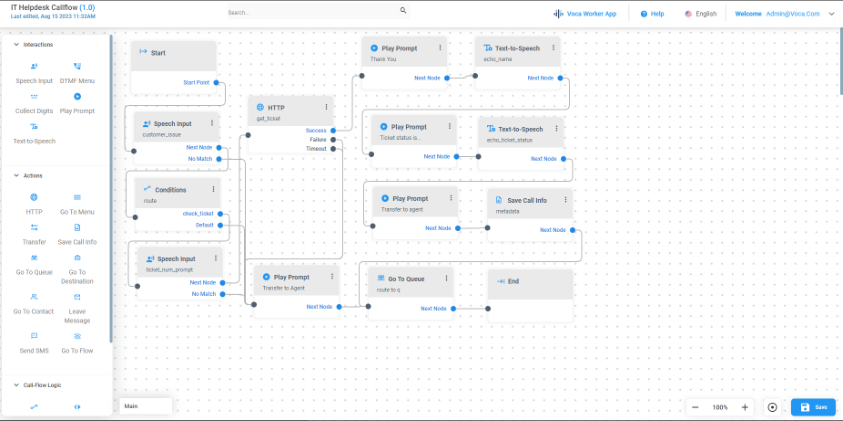 IT Helpdesk Callflow (1.0)
Last edited, Aug 15 2023 11:33AM
Search...
Voca Worker App
Help
English
Welcome Admin@Voca.Com
Interactions
Speech Input
DTMF Menu
Collect Digits
Play Prompt
Text-to-Speech
Actions
HTTP
Go To Menu
Transfer
Save Call Info
Go To Queue
Go To
Destination
Go To Contact
Leave
Message
Send SMS
Go To Flow
Call-Flow Logic
Start
Start Point
Speech Input
customer_issue
Next Node
No Match
Conditions
route
check_ticket
Default
Speech Input
ticket_num_prompt
Next Node
No Match
HTTP
get_ticket
Success
Failure
Timeout
Play Prompt
Transfer to Agent
Next Node
Play Prompt
Thank You
Next Node
Text-to-Speech
echo_name
Next Node
Play Prompt
Ticket status is...
Next Node
Text-to-Speech
echo_ticket_status
Next Node
Play Prompt
Transfer to agent
Next Node
Save Call Info
metadata
Next Node
Go To Queue
route to q
Next Node
End
Main
100%
Save